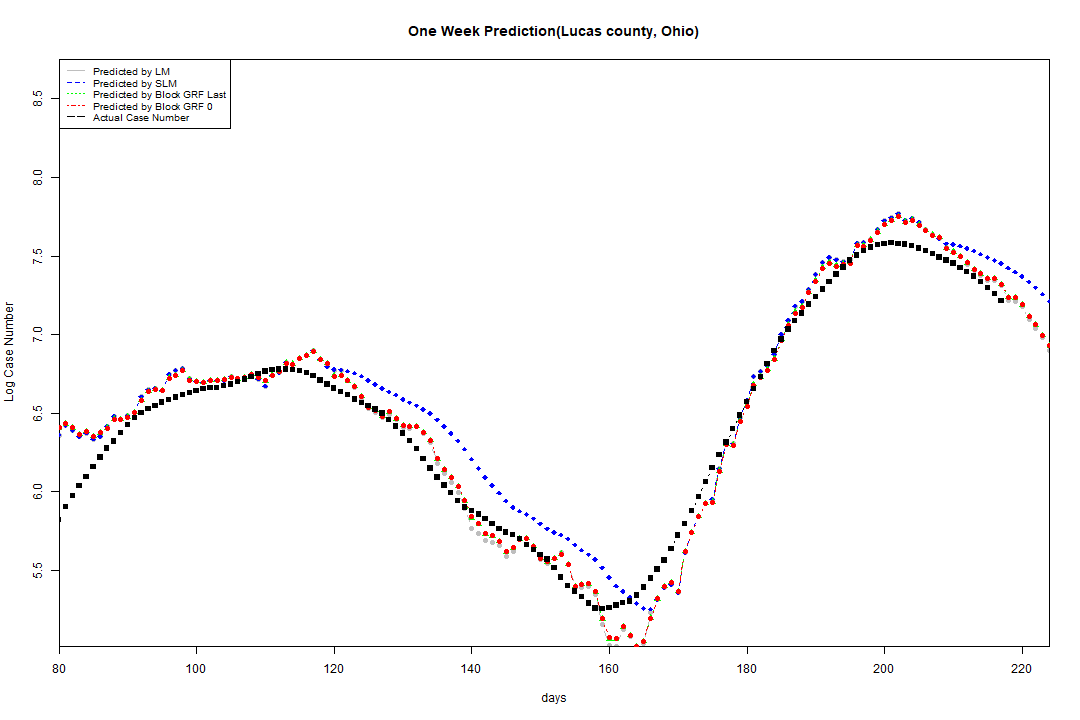 One Week Prediction(Lucas county, Ohio)
Predicted by LM
Predicted by SLM
Predicted by Block GRF Last
Predicted by Block GRF 0
Actual Case Number
Log Case Number
8.5
8.0
7.5
7.0
6.5
6.0
5.5
80 100 120 140 160 180 200 220
days